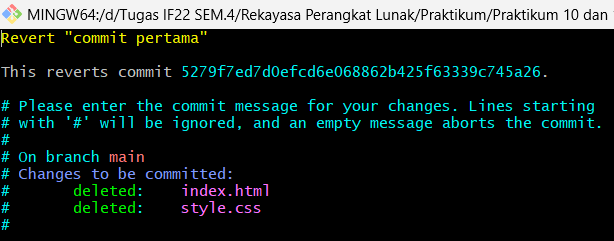 MINGW64:/d/Tugas IF22 SEM.4/Rekayasa Perangkat Lunak/Praktikum/Praktikum 10 dan
Revert "commit pertama"
This reverts commit 5279f7ed7d0efcd6e068862b425f63339c745a26.
# Please enter the commit message for your changes. Lines starting
# with '#' will be ignored, and an empty message aborts the commit.
#
# On branch main
# Changes to be committed:
#       deleted:    index.html
#       deleted:    style.css
#